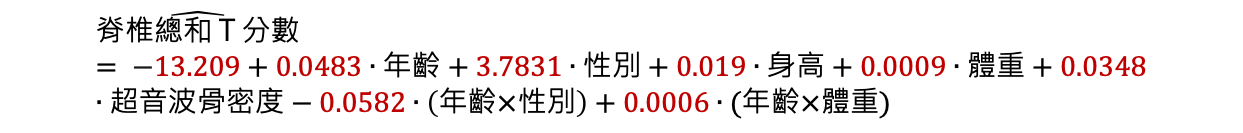 脊椎總和 T 分數
= −13.209 + 0.0483 · 年齡 + 3.7831 · 性別 + 0.019 · 身高 + 0.0009 · 體重 + 0.0348
· 超音波骨密度 − 0.0582 · (年齡×性別) + 0.0006 · (年齡×體重)